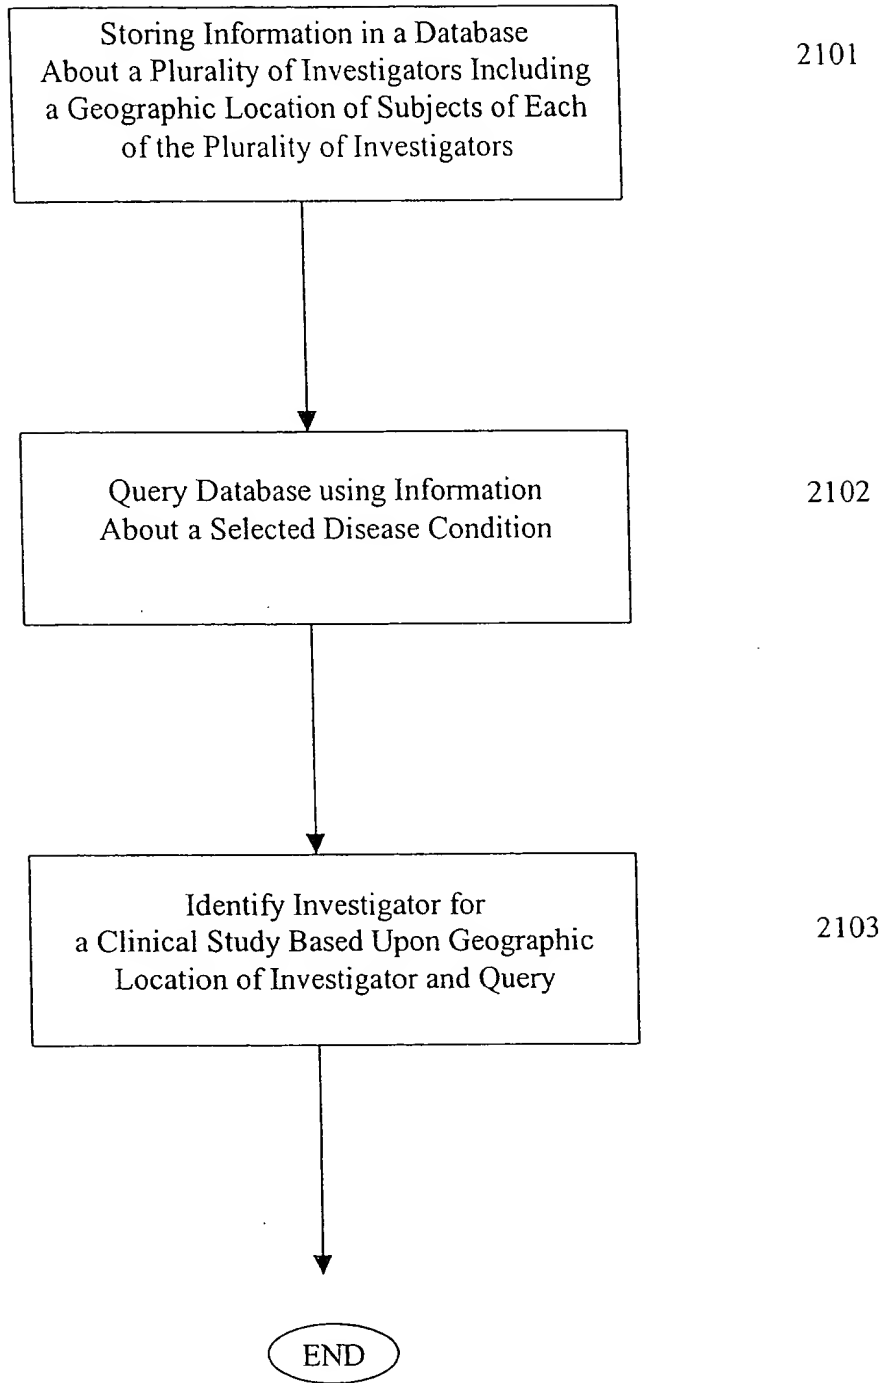 Storing Information in a Database
About a Plurality of Investigators Including
a Geographic Location of Subjects of Each
of the Plurality of Investigators
2101
Query Database using Information
About a Selected Disease Condition
2102
Identify Investigator for
a Clinical Study Based Upon Geographic
Location of Investigator and Query
2103
END